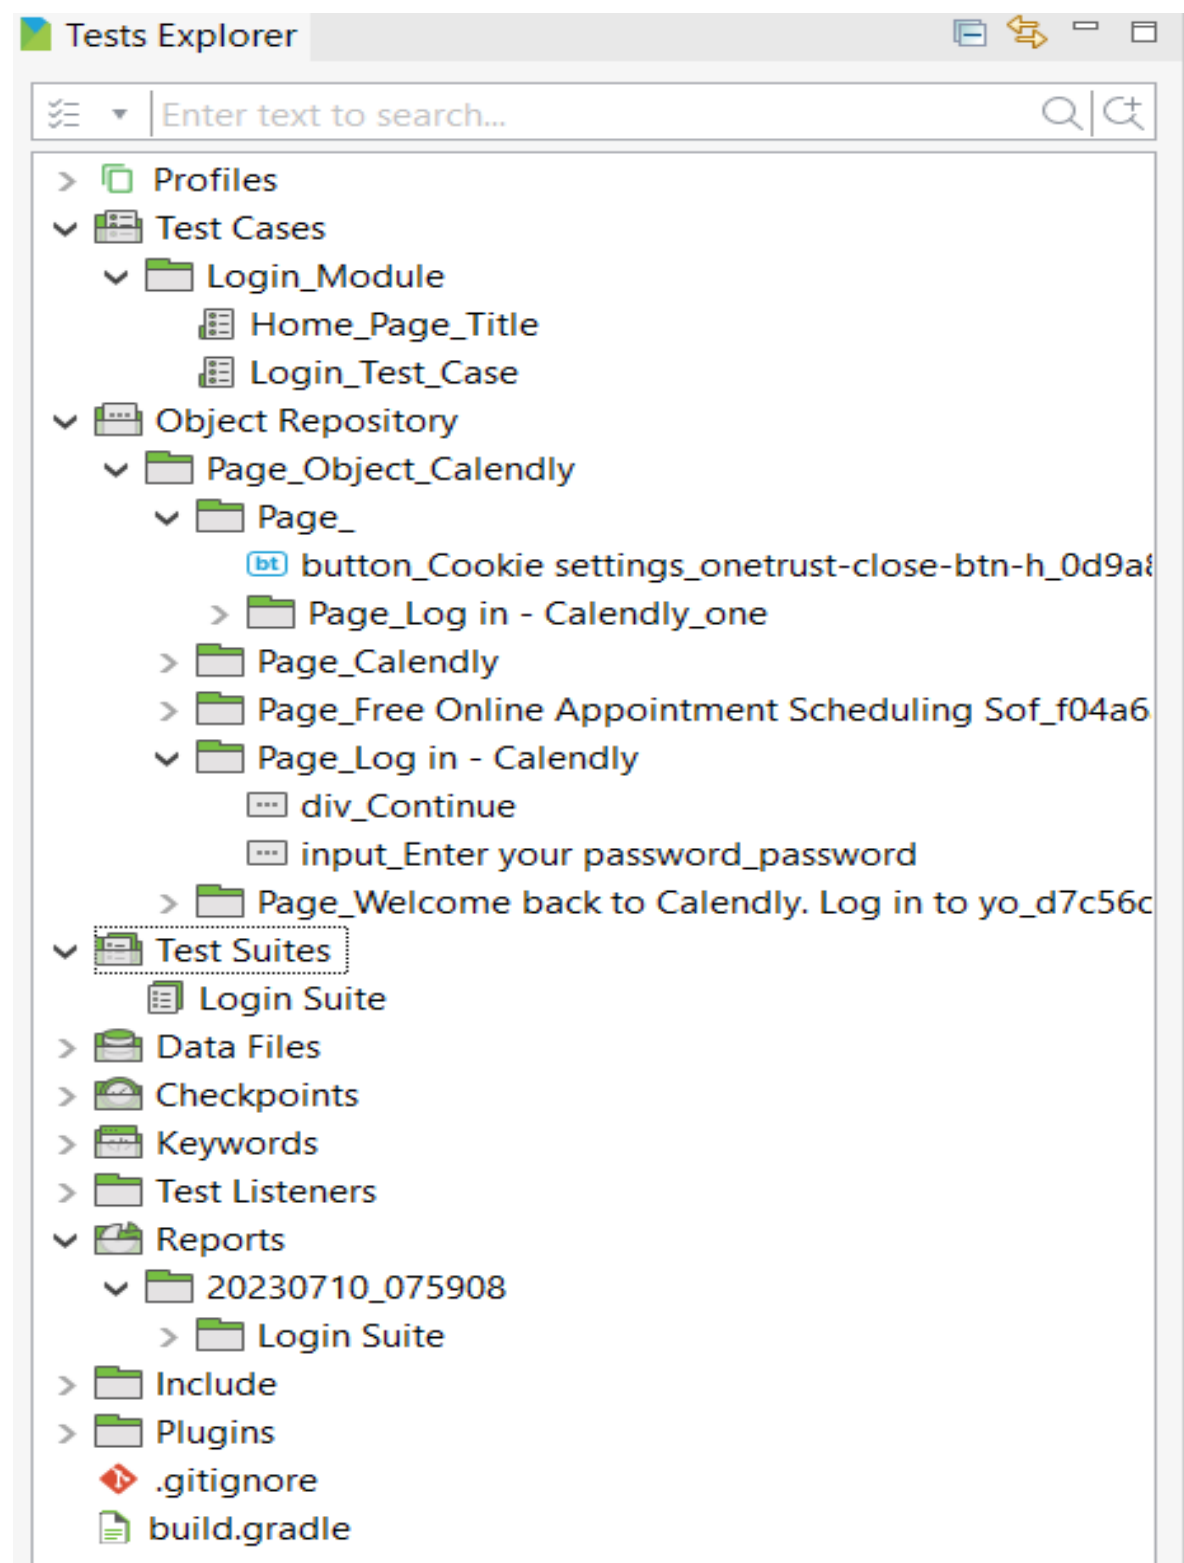 Tests Explorer
Enter text to search...
Profiles
Test Cases
Login_Module
Home_Page_Title
Login_Test_Case
Object Repository
Page_Object_Calendly
Page_
bt button_Cookie settings_onetrust-close-btn-h_0d9a8
Page_Log in - Calendly_one
Page_Calendly
Page_Free Online Appointment Scheduling Sof_f04a6
Page_Log in - Calendly
div_Continue
input_Enter your password_password
Page_Welcome back to Calendly. Log in to yo_d7c56c
Test Suites
Login Suite
Data Files
Checkpoints
Keywords
Test Listeners
Reports
20230710_075908
Login Suite
Include
Plugins
.gitignore
build.gradle